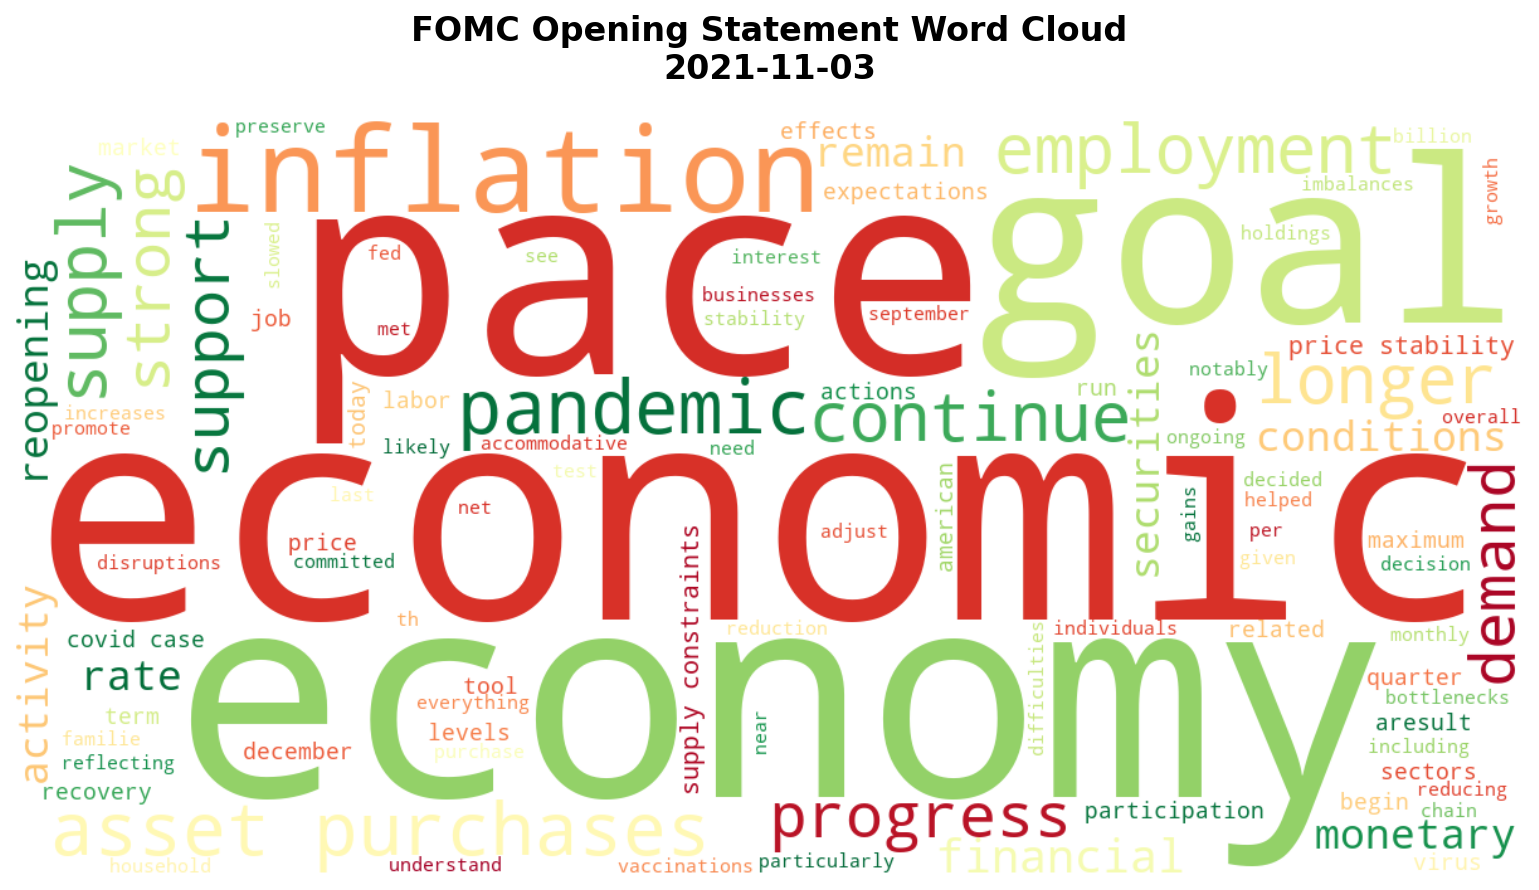 FOMC Opening Statement Word Cloud
2021-11-03
preserve
effects
billion
market
inflation
remain
employment
imbalances
expectations
growth
supply
strong
support
reopening
slowed
pace
goal
fed
see
interest
holdings
businesses
stability
september
job
met
price stability
notably
longer
securities
today
labor
pandemic
actions
continue
run
increases
promote
overall
likely
accommodative
need
ongoing
conditions
test
economic
last
net
american
decided
helped
gains
per
given
demand
disruptions
price
committed
adjust
maximum
decision
supply constraints
th
reduction
individuals
related
monthly
activity
covid case
rate
economy
difficulties
tool
everything
levels
purchase
near
quarter
bottlenecks
aresult
including
term
familie
reflecting
december
sectors
reducing
recovery
begin
chain
asset purchases
progress
participation
monetary
financial
household
understand
vaccinations
particularly
virus